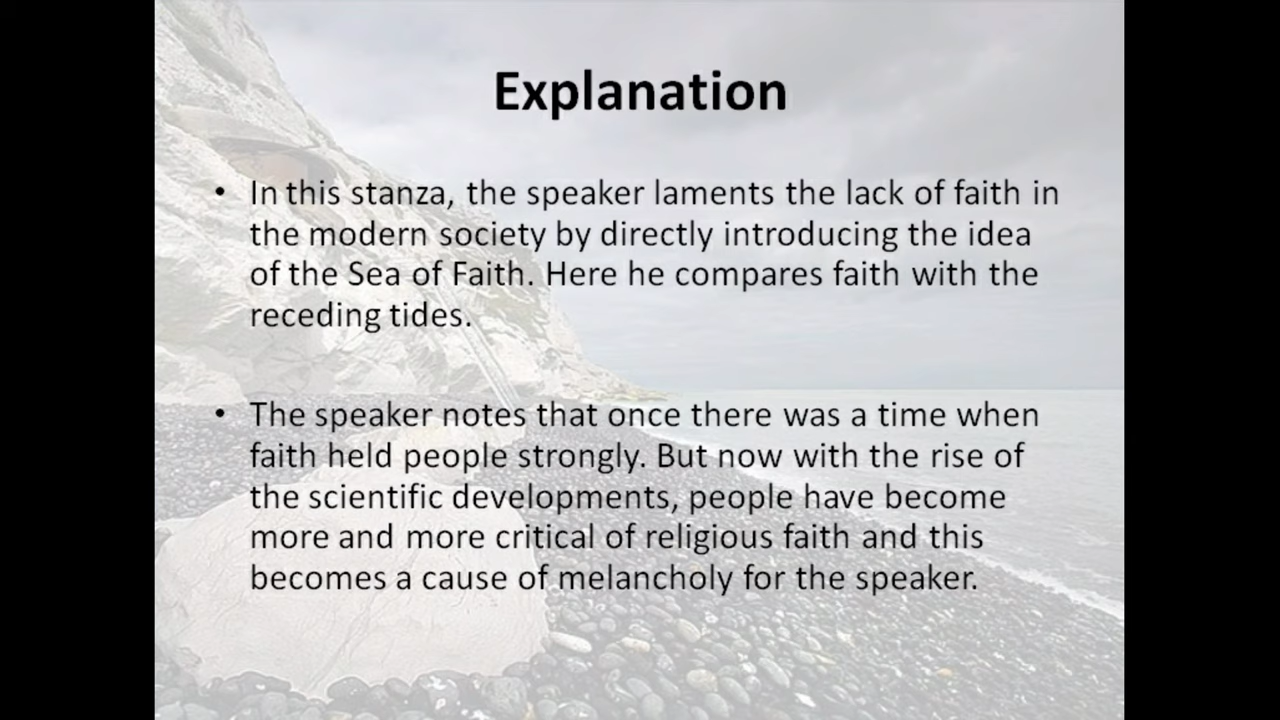 Explanation
• In this stanza, the speaker laments the lack of faith in
the modern society by directly introducing the idea
of the Sea of Faith. Here he compares faith with the
receding tides.
• The speaker notes that once there was a time when
faith held people strongly. But now with the rise of
the scientific developments, people have become
more and more critical of religious faith and this
becomes a cause of melancholy for the speaker.